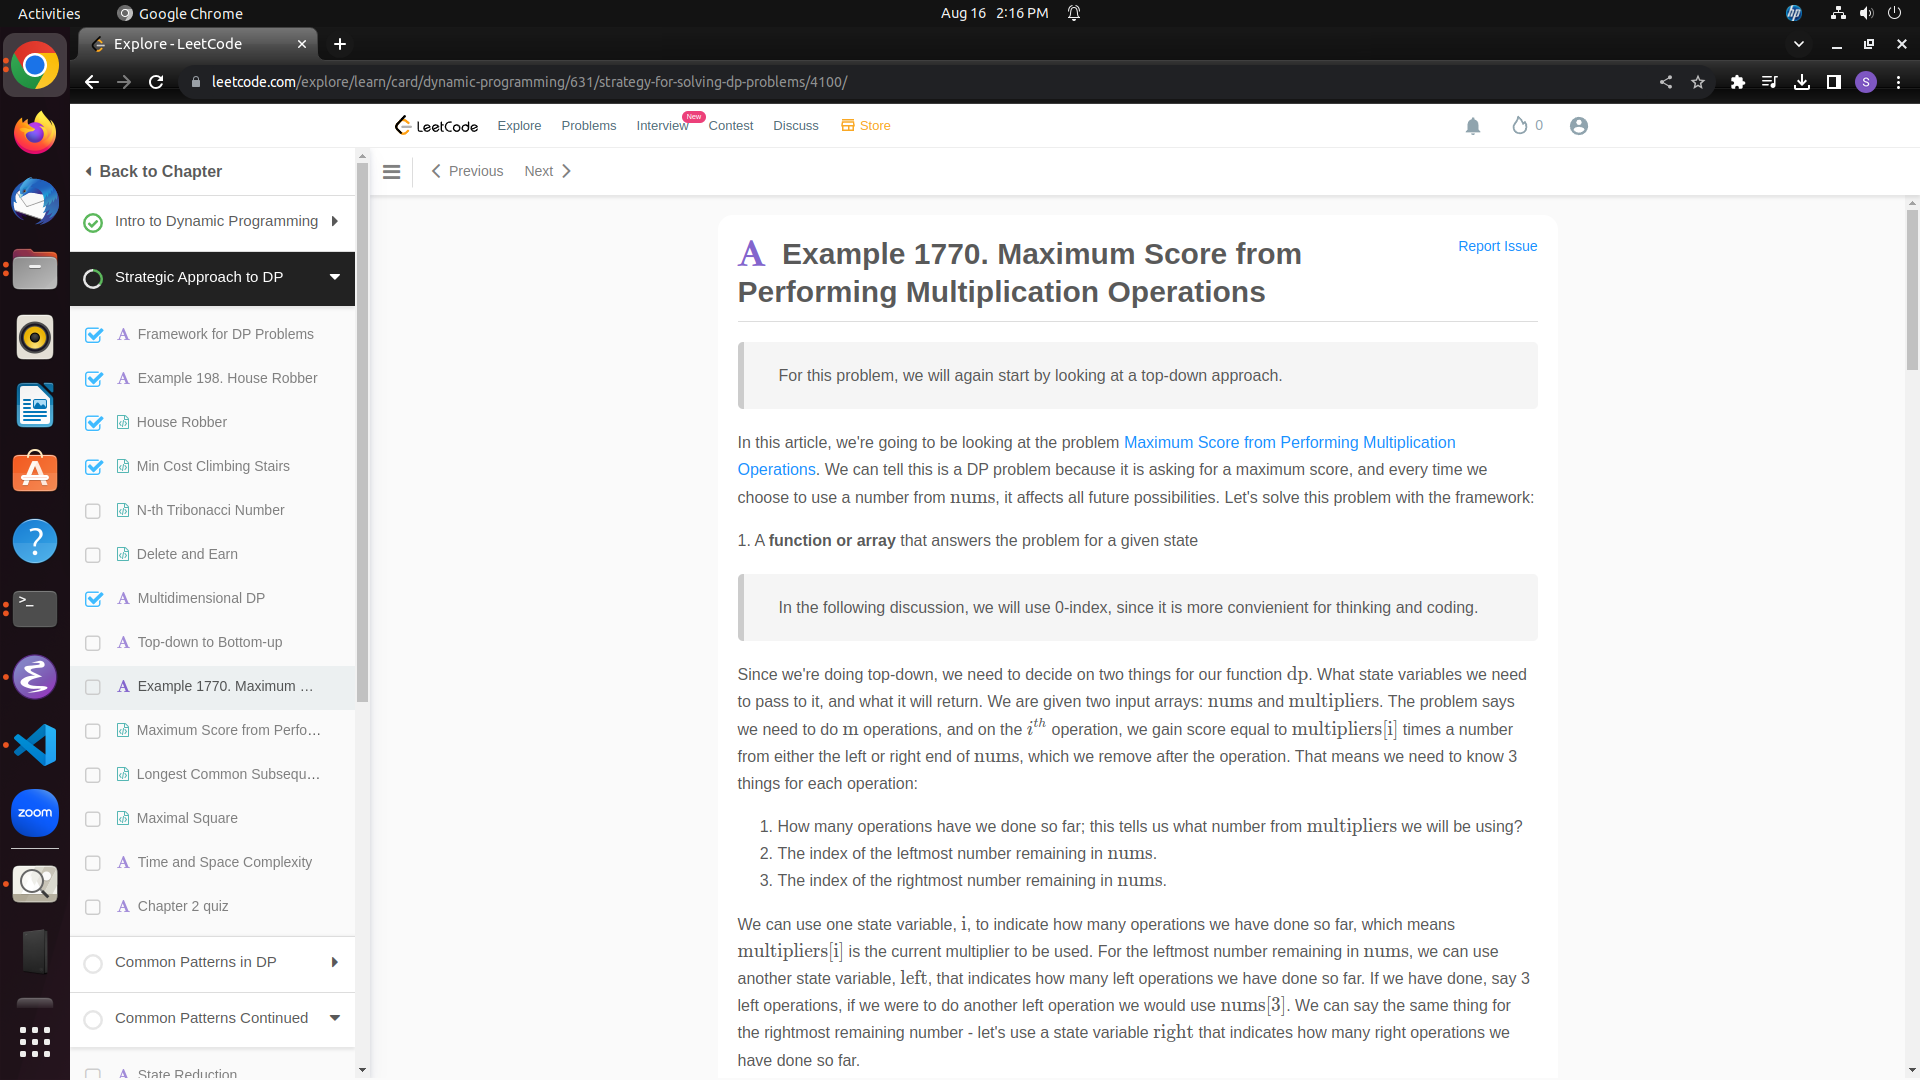 Activities
Google Chrome
Aug 16 2:16 PM
Explore - LeetCode
leetcode.com/explore/learn/card/dynamic-programming/631/strategy-for-solving-dp-problems/4100/
S
LeetCode
Explore
Problems
Interview
New
Contest
Discuss
Store
0
Back to Chapter
Previous
Next
Intro to Dynamic Programming
Strategic Approach to DP
A Framework for DP Problems
A Example 198. House Robber
House Robber
Min Cost Climbing Stairs
N-th Tribonacci Number
Delete and Earn
A Multidimensional DP
A Top-down to Bottom-up
A Example 1770. Maximum ...
Maximum Score from Perfo...
Longest Common Subsequ...
Maximal Square
A Time and Space Complexity
A Chapter 2 quiz
Common Patterns in DP
Common Patterns Continued
A State Reduction
A Example 1770. Maximum Score from
Performing Multiplication Operations
Report Issue
For this problem, we will again start by looking at a top-down approach.
In this article, we're going to be looking at the problem Maximum Score from Performing Multiplication
Operations. We can tell this is a DP problem because it is asking for a maximum score, and every time we
choose to use a number from nums, it affects all future possibilities. Let's solve this problem with the framework:
1. A function or array that answers the problem for a given state
In the following discussion, we will use 0-index, since it is more convienient for thinking and coding.
Since we're doing top-down, we need to decide on two things for our function dp. What state variables we need
to pass to it, and what it will return. We are given two input arrays: nums and multipliers. The problem says
we need to do m operations, and on the i^th operation, we gain score equal to multipliers[i] times a number
from either the left or right end of nums, which we remove after the operation. That means we need to know 3
things for each operation:
1. How many operations have we done so far; this tells us what number from multipliers we will be using?
2. The index of the leftmost number remaining in nums.
3. The index of the rightmost number remaining in nums.
We can use one state variable, i, to indicate how many operations we have done so far, which means
multipliers[i] is the current multiplier to be used. For the leftmost number remaining in nums, we can use
another state variable, left, that indicates how many left operations we have done so far. If we have done, say 3
left operations, if we were to do another left operation we would use nums[3]. We can say the same thing for
the rightmost remaining number - let's use a state variable right that indicates how many right operations we
have done so far.
hp
zoom